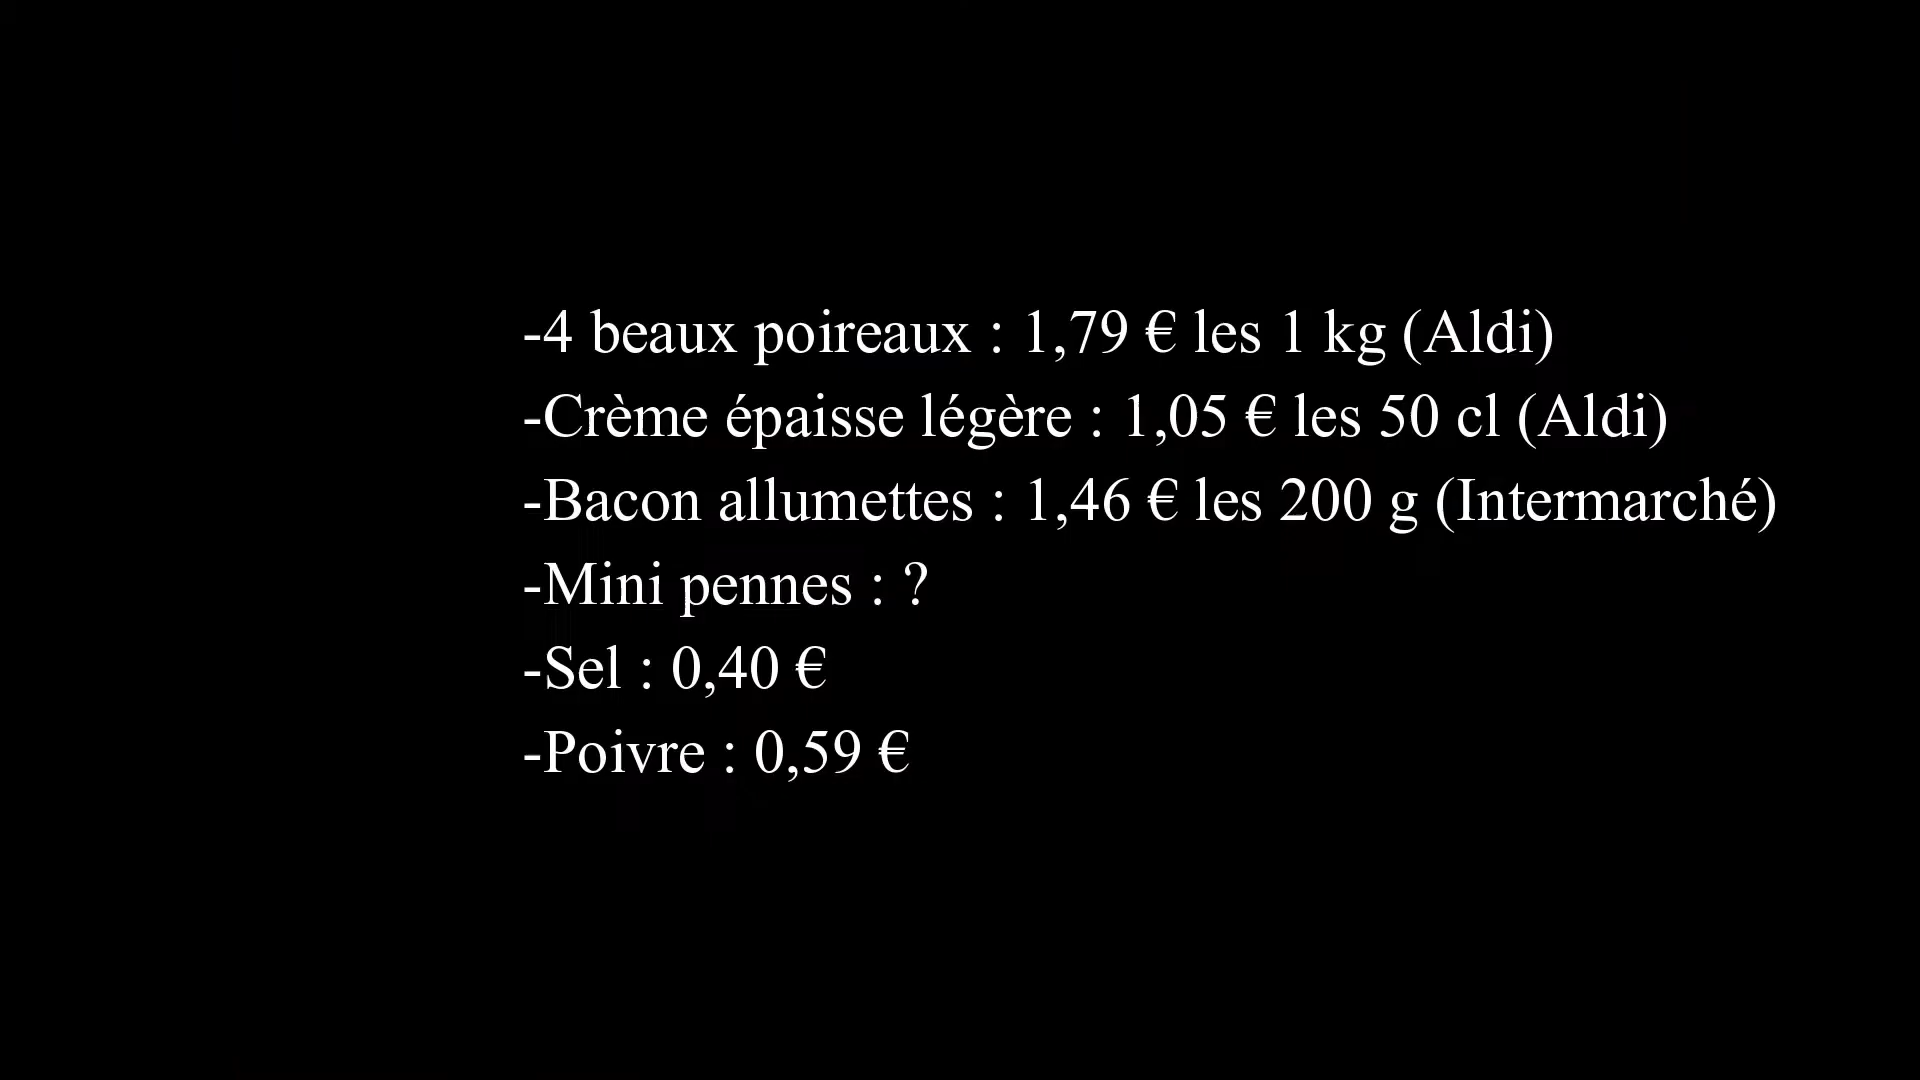 -4 beaux poireaux : 1,79 € les 1 kg (Aldi)
-Crème épaisse légère : 1,05 € les 50 cl (Aldi)
-Bacon allumettes : 1,46 € les 200 g (Intermarché)
-Mini pennes : ?
-Sel : 0,40 €
-Poivre : 0,59 €